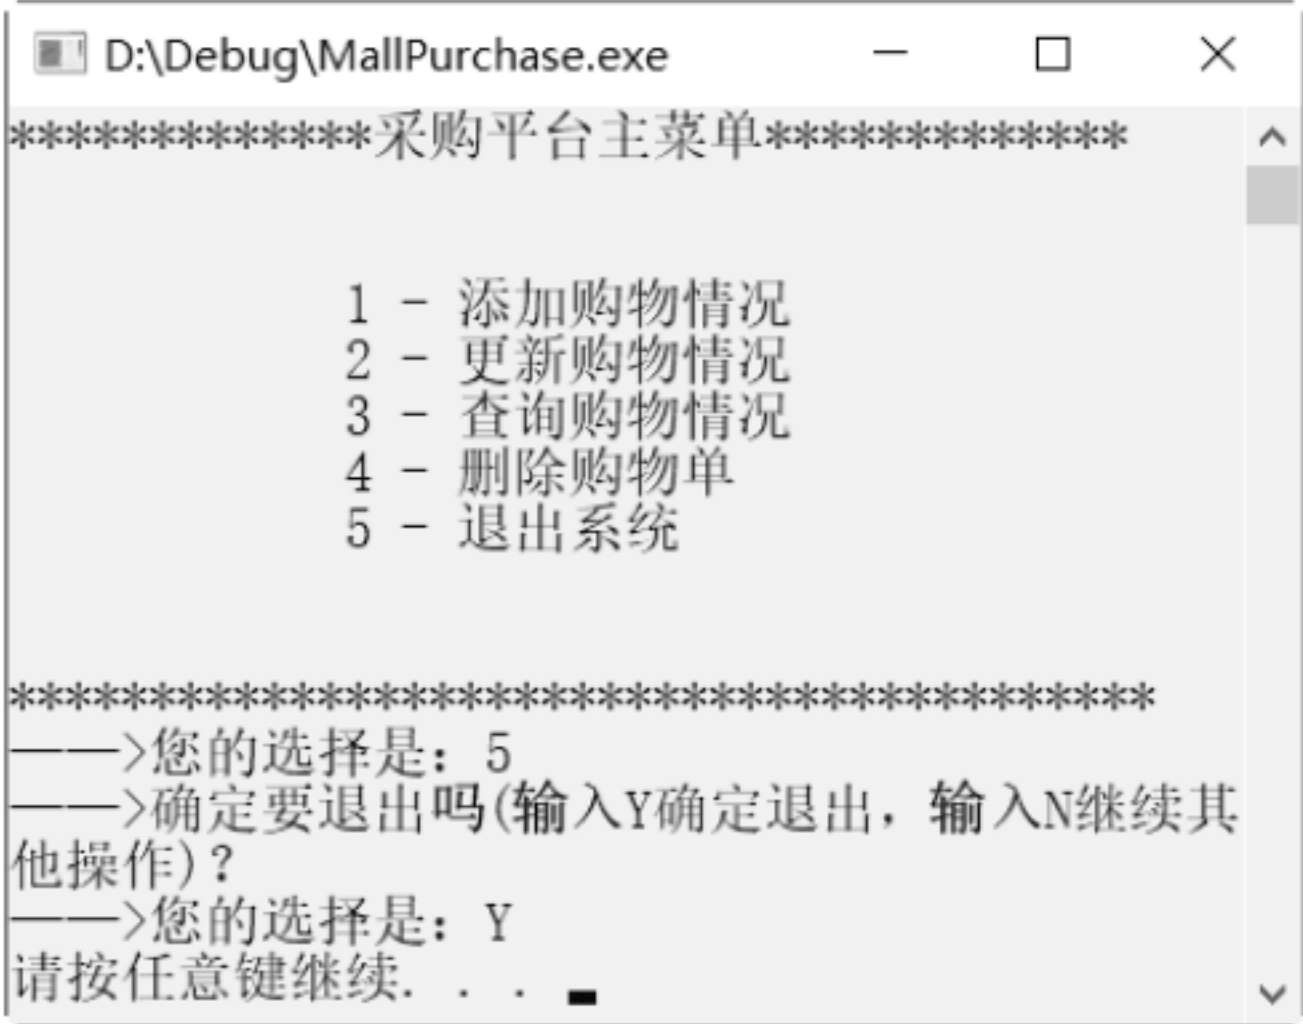 D:\Debug\MallPurchase.exe
*************采购平台主菜单*************
1 - 添加购物情况
2 - 更新购物情况
3 - 查询购物情况
4 - 删除购物单
5 - 退出系统
*****************************************
——>您的选择是：5
——>确定要退出吗(输入Y确定退出，输入N继续其
他操作)？
——>您的选择是：Y
请按任意键继续. . .